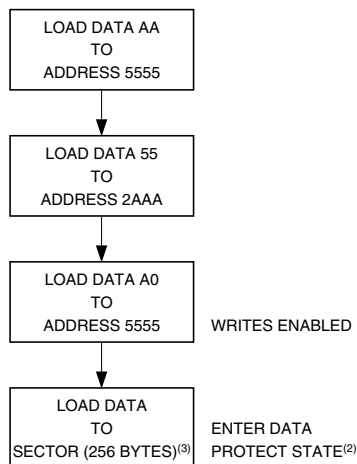 LOAD DATA AA
TO
ADDRESS 5555
LOAD DATA 55
TO
ADDRESS 2AAA
LOAD DATA A0
TO
ADDRESS 5555 WRITES ENABLED
LOAD DATA
TO ENTER DATA
SECTOR (256 BYTES)(3) PROTECT STATE(2)